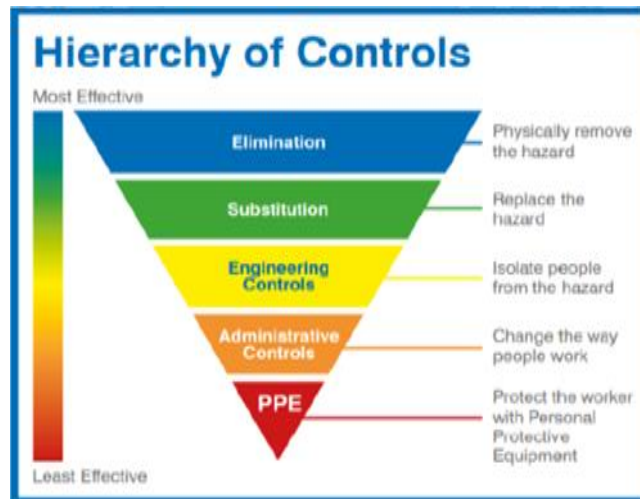 Hierarchy of Controls
Most Effective
Elimination
Physically remove
the hazard
Substitution
Replace the
hazard
Engineering
Controls
Isolate people
from the hazard
Administrative
Controls
Change the way
people work
PPE
Protect the worker
with Personal
Protective
Equipment
Least Effective